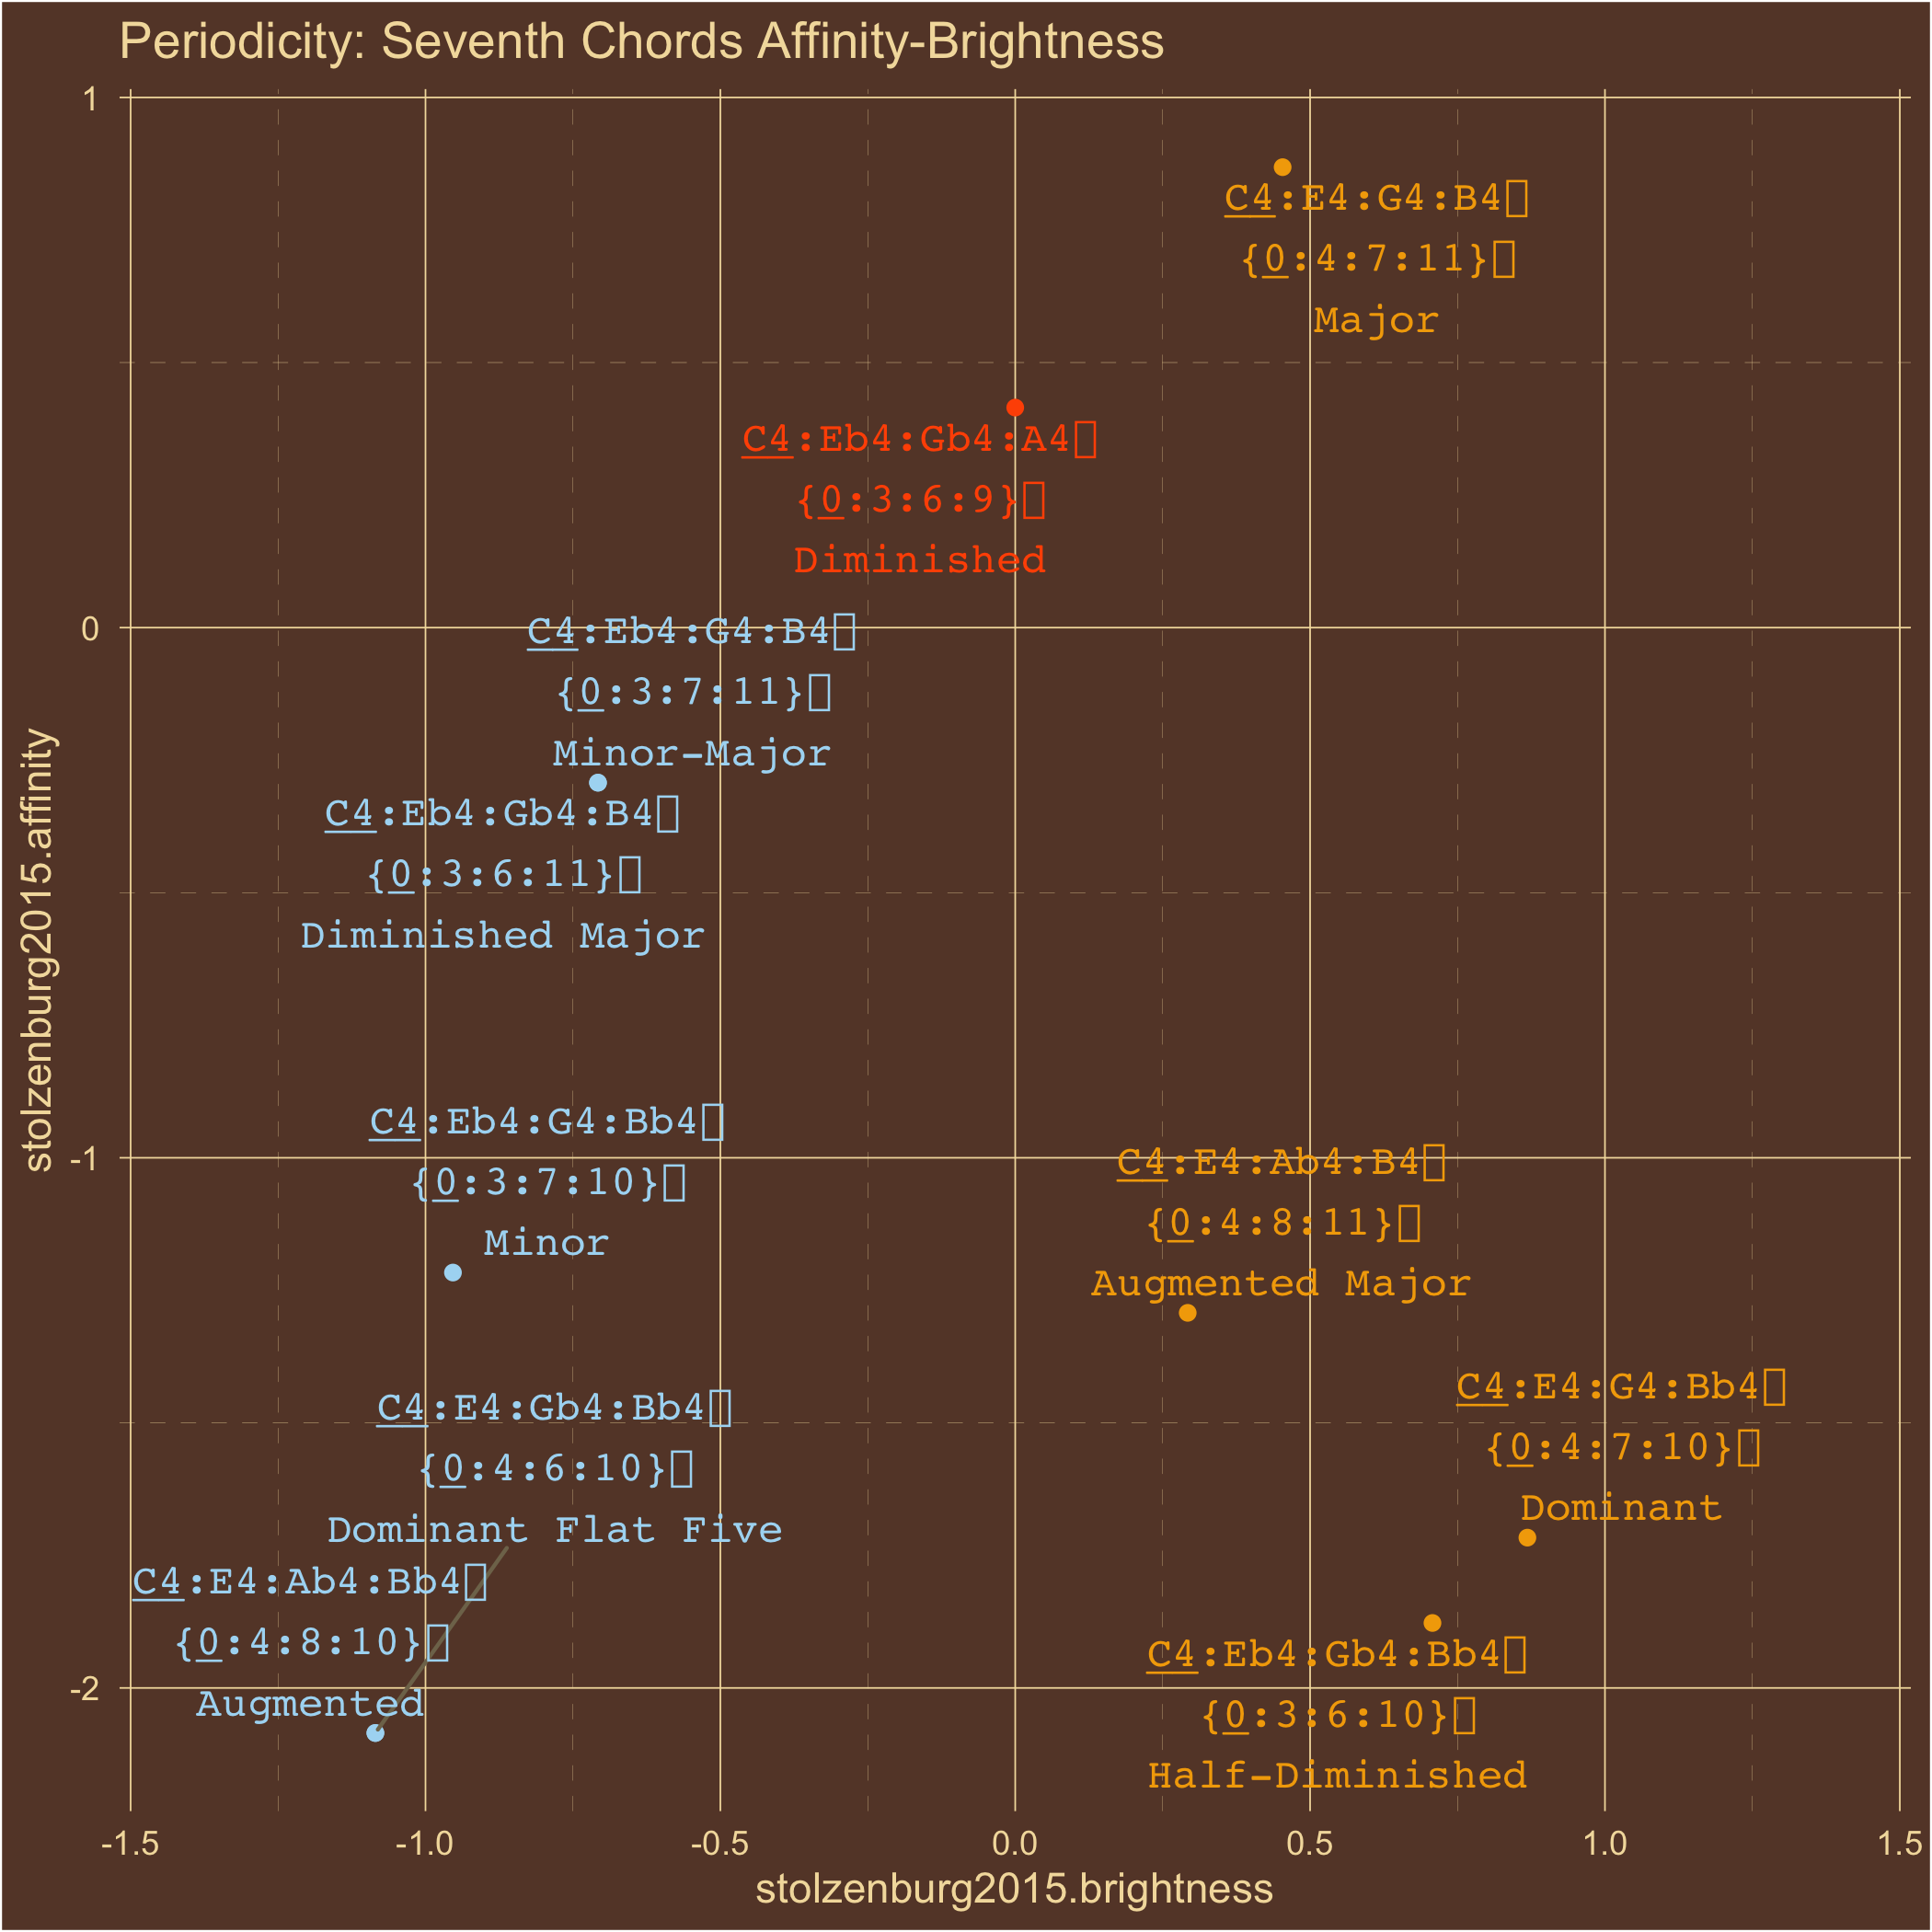 Periodicity: Seventh Chords Affinity-Brightness
1
C4:E4:G4:B4
{0:4:7:11}
Major
C4:Eb4:Gb4:A4
{0:3:6:9}
Diminished
0
C4:Eb4:G4:B4
{0:3:7:11}
Minor-Major
C4:Eb4:Gb4:B4
{0:3:6:11}
Diminished Major
stolzenburg2015.affinity
C4:Eb4:G4:Bb4
{0:3:7:10}
Minor
-1
C4:E4:Ab4:B4
{0:4:8:11}
Augmented Major
C4:E4:Gb4:Bb4
{0:4:6:10}
Dominant Flat Five
C4:E4:G4:Bb4
{0:4:7:10}
Dominant
C4:E4:Ab4:Bb4
{0:4:8:10}
Augmented
C4:Eb4:Gb4:Bb4
{0:3:6:10}
Half-Diminished
-2
-1.5 -1.0 -0.5 0.0 0.5 1.0 1.5
stolzenburg2015.brightness